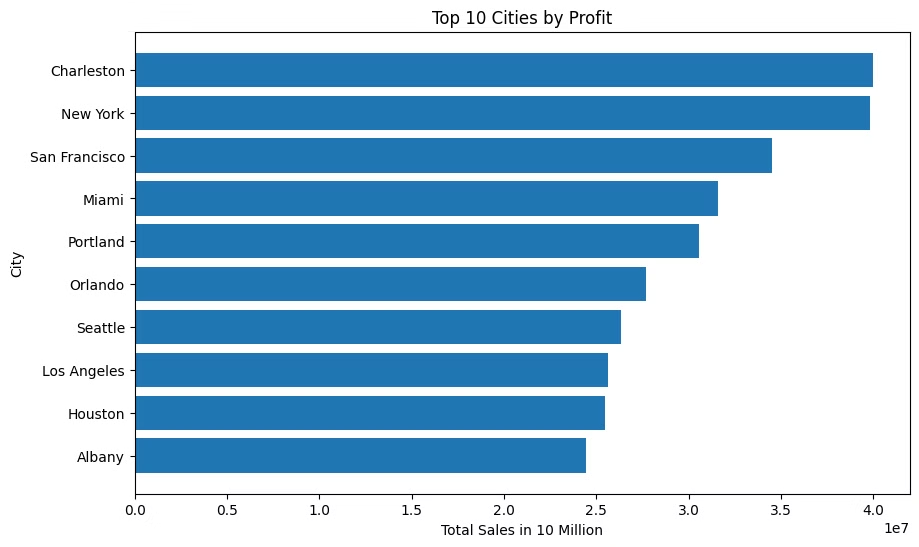 Top 10 Cities by Profit
City
Charleston
New York
San Francisco
Miami
Portland
Orlando
Seattle
Los Angeles
Houston
Albany
0.0 0.5 1.0 1.5 2.0 2.5 3.0 3.5 4.0
1e7
Total Sales in 10 Million